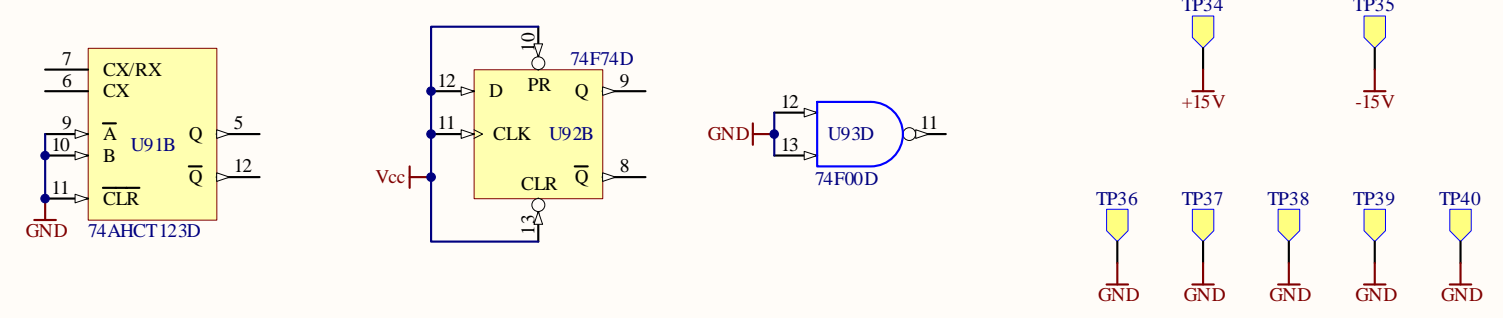 7
CX/RX
6
CX
9
A
10
B
11
CLR
U91B
Q
5
Q
12
GND
74AHCT123D
10
74F74D
12
D
PR
Q
9
11
CLK
U92B
Vcc
CLR
Q
8
13
12
GND
U93D
11
13
74F00D
TP34
TP35
+15V
-15V
TP36
TP37
TP38
TP39
TP40
GND
GND
GND
GND
GND